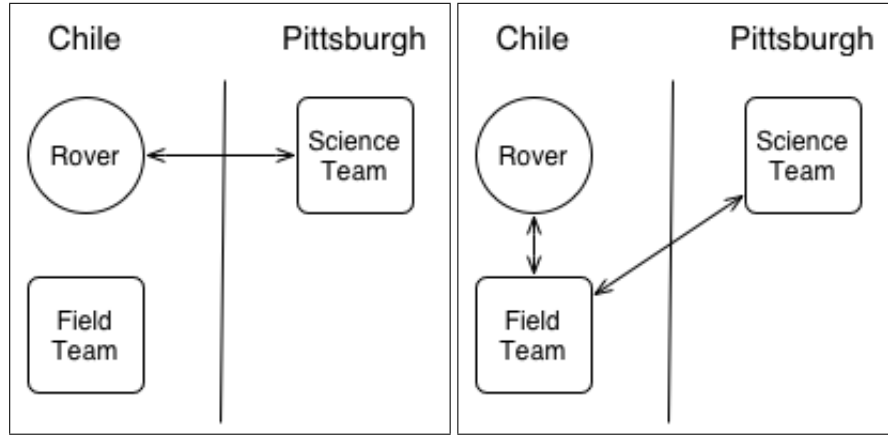 Chile
Pittsburgh
Rover
Science
Team
Field
Team
Chile
Pittsburgh
Rover
Science
Team
Field
Team